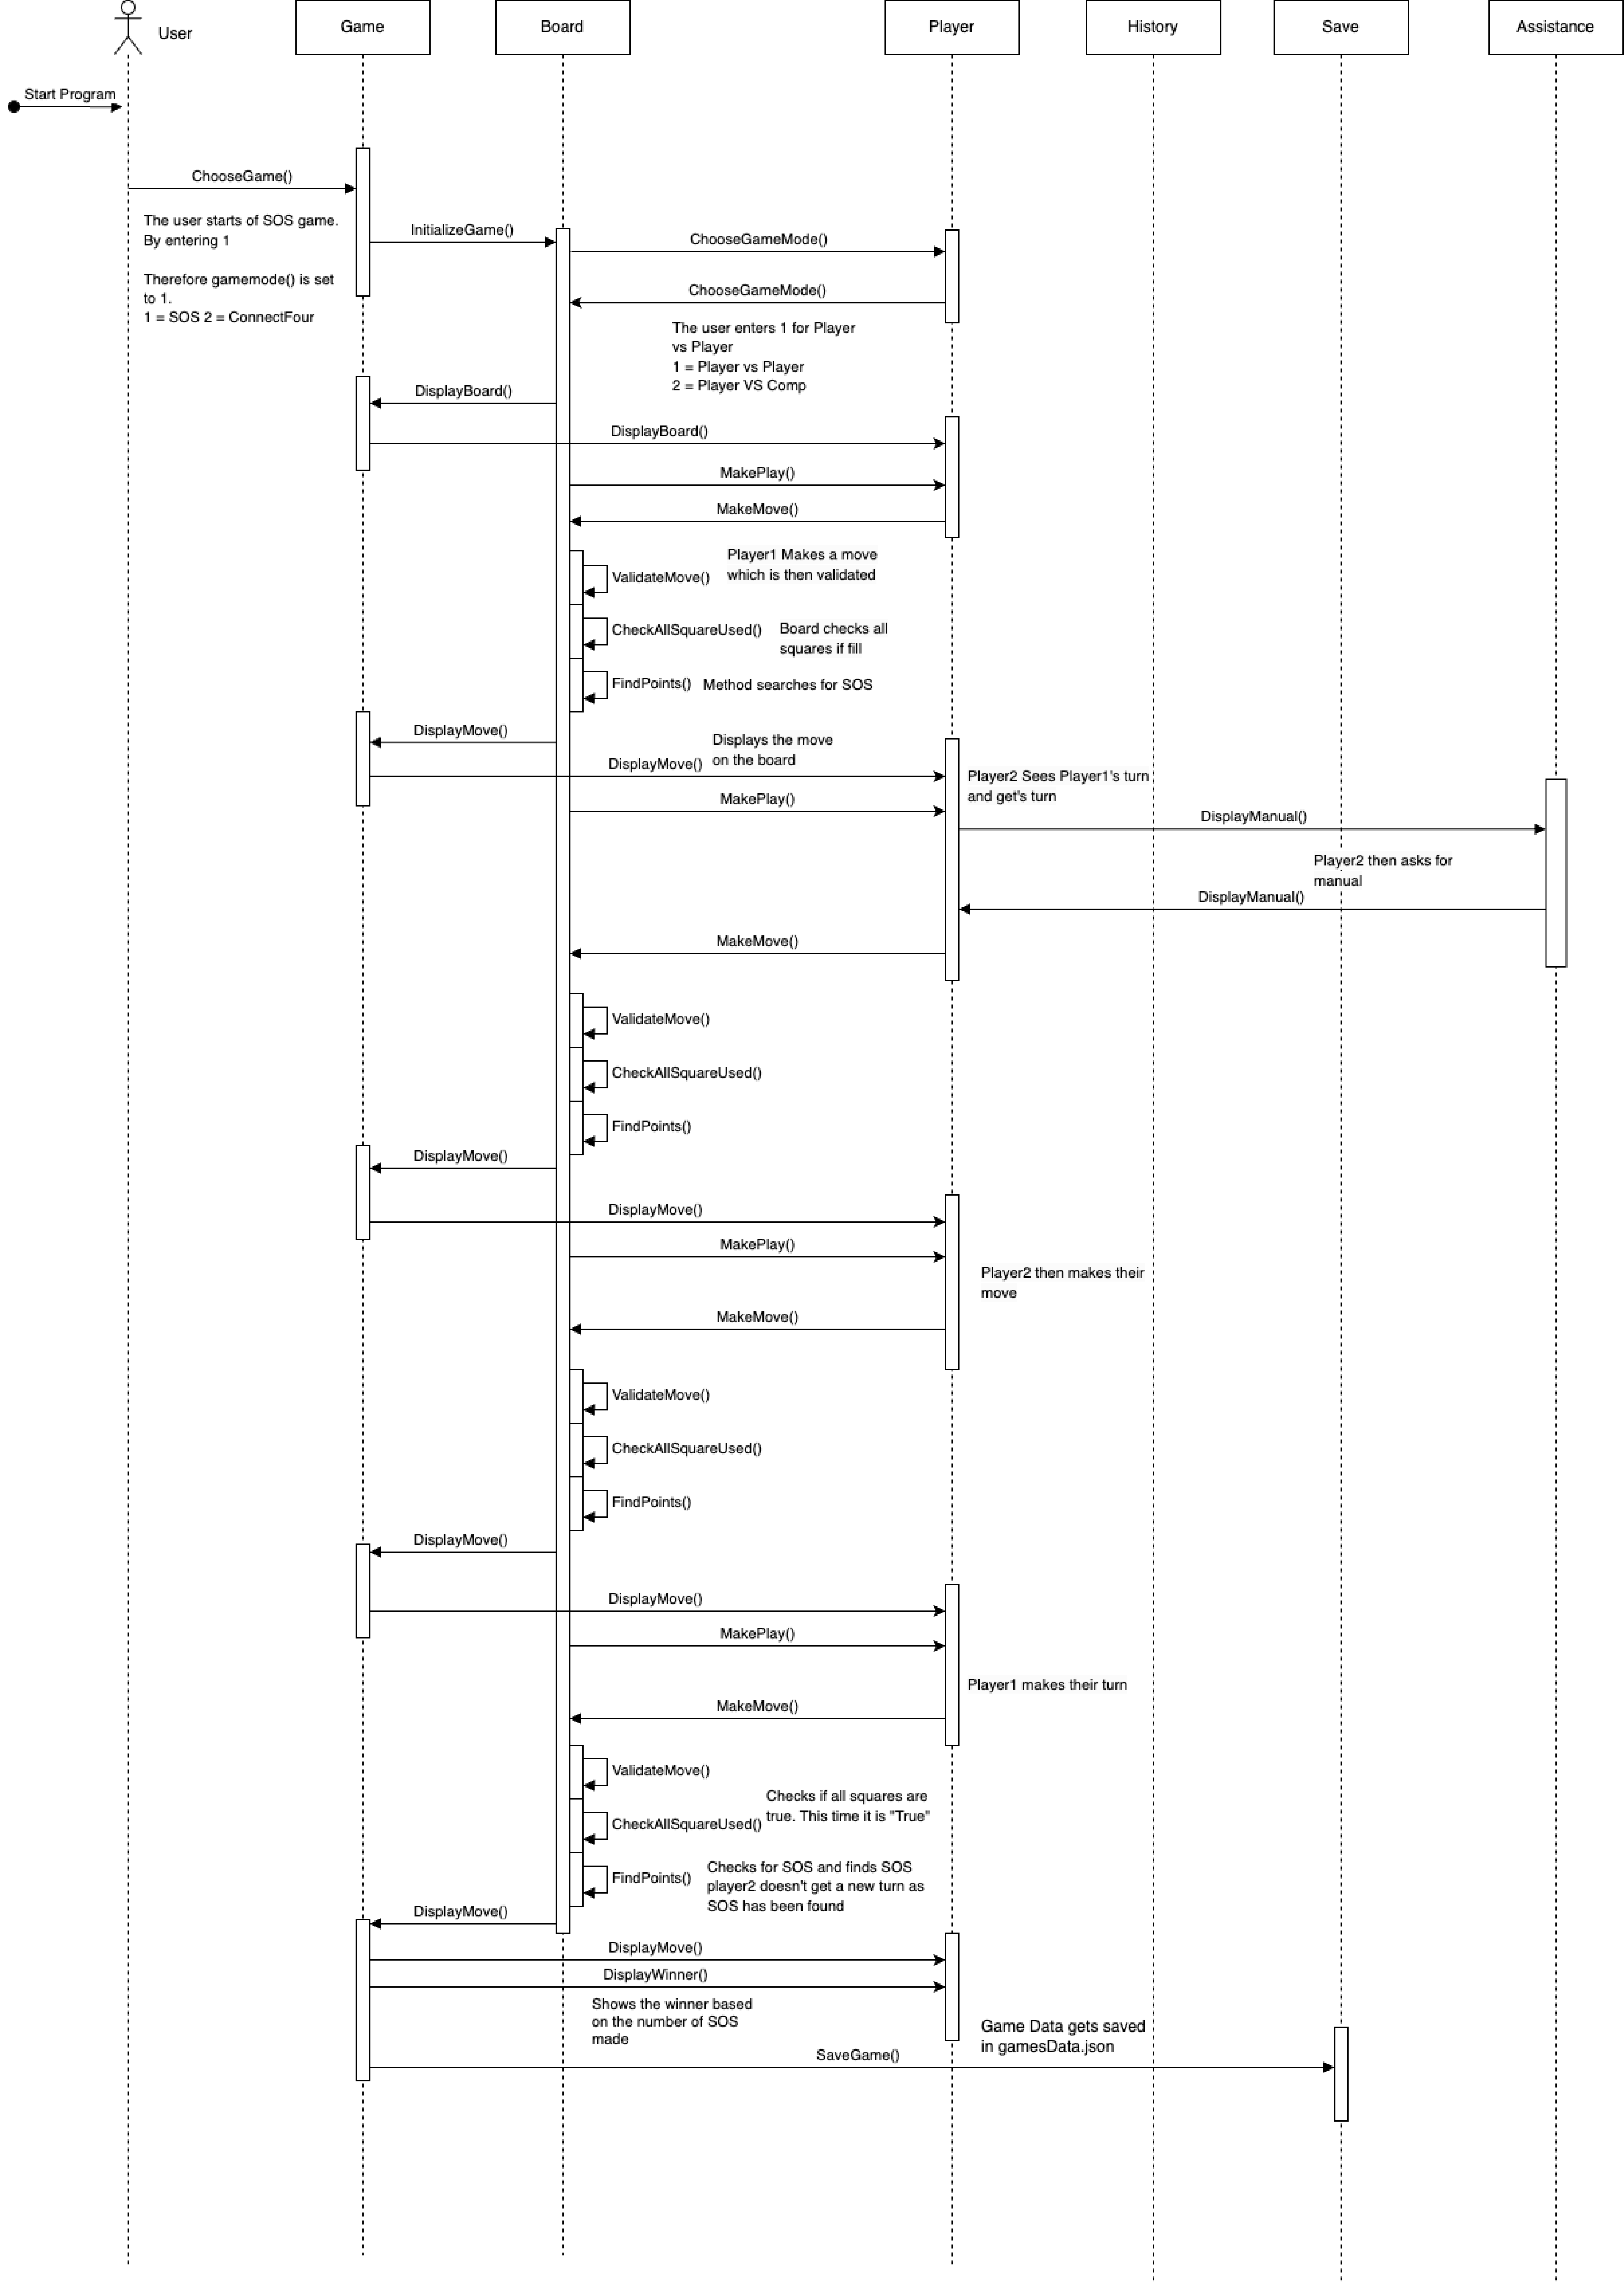 User
Game
Board
Player
History
Save
Assistance
Start Program
ChooseGame()
The user starts of SOS game.
By entering 1
Therefore gamemode() is set
to 1.
1 = SOS 2 = ConnectFour
InitializeGame()
ChooseGameMode()
ChooseGameMode()
The user enters 1 for Player
vs Player
1 = Player vs Player
2 = Player VS Comp
DisplayBoard()
DisplayBoard()
MakePlay()
MakeMove()
Player1 Makes a move
which is then validated
ValidateMove()
CheckAllSquareUsed()
Board checks all
squares if fill
FindPoints()
Method searches for SOS
DisplayMove()
Displays the move
on the board
DisplayMove()
Player2 Sees Player1's turn
and get's turn
MakePlay()
DisplayManual()
Player2 then asks for
manual
DisplayManual()
MakeMove()
ValidateMove()
CheckAllSquareUsed()
FindPoints()
DisplayMove()
DisplayMove()
MakePlay()
Player2 then makes their
move
MakeMove()
ValidateMove()
CheckAllSquareUsed()
FindPoints()
DisplayMove()
DisplayMove()
MakePlay()
Player1 makes their turn
MakeMove()
ValidateMove()
Checks if all squares are
true. This time it is "True"
CheckAllSquareUsed()
FindPoints()
Checks for SOS and finds SOS
player2 doesn't get a new turn as
SOS has been found
DisplayMove()
DisplayMove()
DisplayWinner()
Shows the winner based
on the number of SOS
made
Game Data gets saved
in gamesData.json
SaveGame()